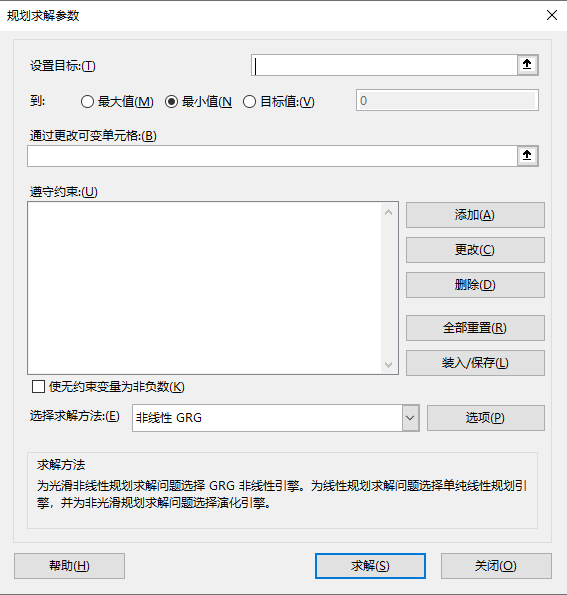 规划求解参数
设置目标:(T)
到:
最大值(M)
最小值(N
目标值:(V)
0
通过更改可变单元格:(B)
遵守约束:(U)
添加(A)
更改(C)
删除(D)
全部重置(R)
装入/保存(L)
使无约束变量为非负数(K)
选择求解方法:(E)
非线性 GRG
选项(P)
求解方法
为光滑非线性规划求解问题选择 GRG 非线性引擎。为线性规划求解问题选择单纯线性规划引
擎，并为非光滑规划求解问题选择演化引擎。
帮助(H)
求解(S)
关闭(O)